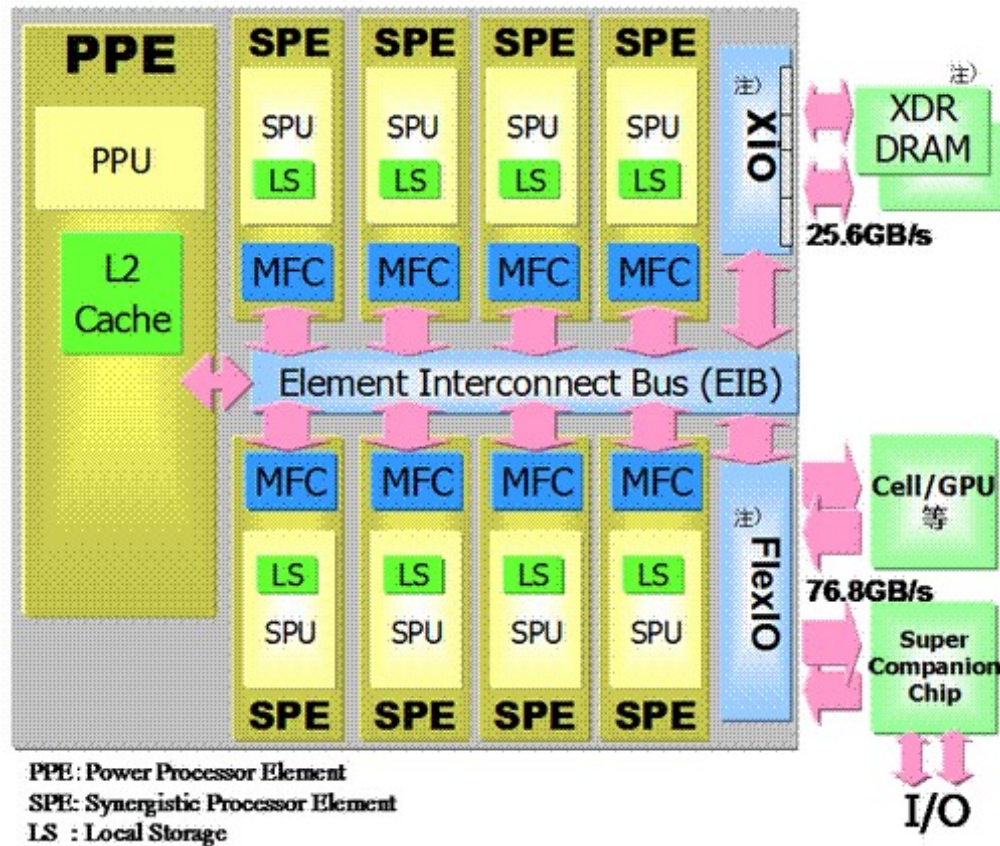 PPE
PPU
L2
Cache
SPE
SPU
LS
MFC
SPE
SPU
LS
MFC
SPE
SPU
LS
MFC
SPE
SPU
LS
MFC
注）
XIO
注）
XDR
DRAM
25.6GB/s
Element Interconnect Bus (EIB)
MFC
LS
SPU
SPE
MFC
LS
SPU
SPE
MFC
LS
SPU
SPE
MFC
LS
SPU
SPE
注）
FlexIO
Cell/GPU
等
76.8GB/s
Super
Companion
Chip
I/O
PPE : Power Processor Element
SPE: Synergistic Processor Element
LS : Local Storage